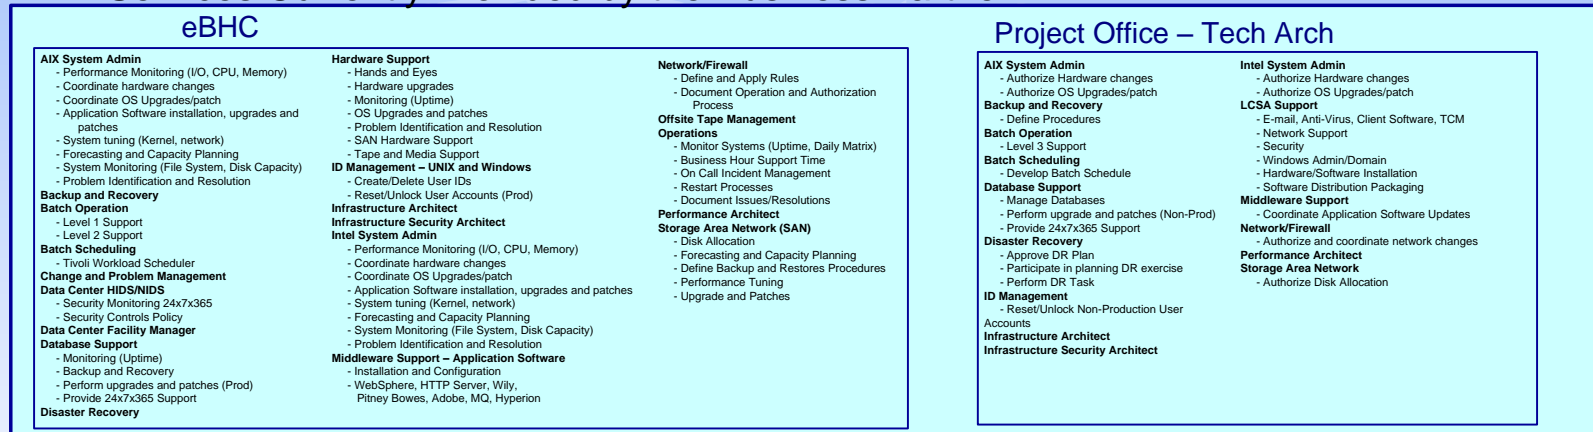 eBHC
AIX System Admin
- Performance Monitoring (I/O, CPU, Memory)
- Coordinate hardware changes
- Coordinate OS Upgrades/patch
- Application Software installation, upgrades and
patches
- System tuning (Kernel, network)
- Forecasting and Capacity Planning
- System Monitoring (File System, Disk Capacity)
- Problem Identification and Resolution
Backup and Recovery
Batch Operation
- Level 1 Support
- Level 2 Support
Batch Scheduling
- Tivoli Workload Scheduler
Change and Problem Management
Data Center HIDS/NIDS
- Security Monitoring 24x7x365
- Security Controls Policy
Data Center Facility Manager
Database Support
- Monitoring (Uptime)
- Backup and Recovery
- Perform upgrades and patches (Prod)
- Provide 24x7x365 Support
Disaster Recovery
Hardware Support
- Hands and Eyes
- Hardware upgrades
- Monitoring (Uptime)
- OS Upgrades and patches
- Problem Identification and Resolution
- SAN Hardware Support
- Tape and Media Support
ID Management – UNIX and Windows
- Create/Delete User IDs
- Reset/Unlock User Accounts (Prod)
Infrastructure Architect
Infrastructure Security Architect
Intel System Admin
- Performance Monitoring (I/O, CPU, Memory)
- Coordinate hardware changes
- Coordinate OS Upgrades/patch
- Application Software installation, upgrades and patches
- System tuning (Kernel, network)
- Forecasting and Capacity Planning
- System Monitoring (File System, Disk Capacity)
- Problem Identification and Resolution
Middleware Support – Application Software
- Installation and Configuration
- WebSphere, HTTP Server, Wily,
Pitney Bowes, Adobe, MQ, Hyperion
Network/Firewall
- Define and Apply Rules
- Document Operation and Authorization
Process
Offsite Tape Management
Operations
- Monitor Systems (Uptime, Daily Matrix)
- Business Hour Support Time
- On Call Incident Management
- Restart Processes
- Document Issues/Resolutions
Performance Architect
Storage Area Network (SAN)
- Disk Allocation
- Forecasting and Capacity Planning
- Define Backup and Restores Procedures
- Performance Tuning
- Upgrade and Patches
Project Office – Tech Arch
AIX System Admin
- Authorize Hardware changes
- Authorize OS Upgrades/patch
Backup and Recovery
- Define Procedures
Batch Operation
- Level 3 Support
Batch Scheduling
- Develop Batch Schedule
Database Support
- Manage Databases
- Perform upgrade and patches (Non-Prod)
- Provide 24x7x365 Support
Disaster Recovery
- Approve DR Plan
- Participate in planning DR exercise
- Perform DR Task
ID Management
- Reset/Unlock Non-Production User
Accounts
Infrastructure Architect
Infrastructure Security Architect
Intel System Admin
- Authorize Hardware changes
- Authorize OS Upgrades/patch
LCSA Support
- E-mail, Anti-Virus, Client Software, TCM
- Network Support
- Security
- Windows Admin/Domain
- Hardware/Software Installation
- Software Distribution Packaging
Middleware Support
- Coordinate Application Software Updates
Network/Firewall
- Authorize and coordinate network changes
Performance Architect
Storage Area Network
- Authorize Disk Allocation